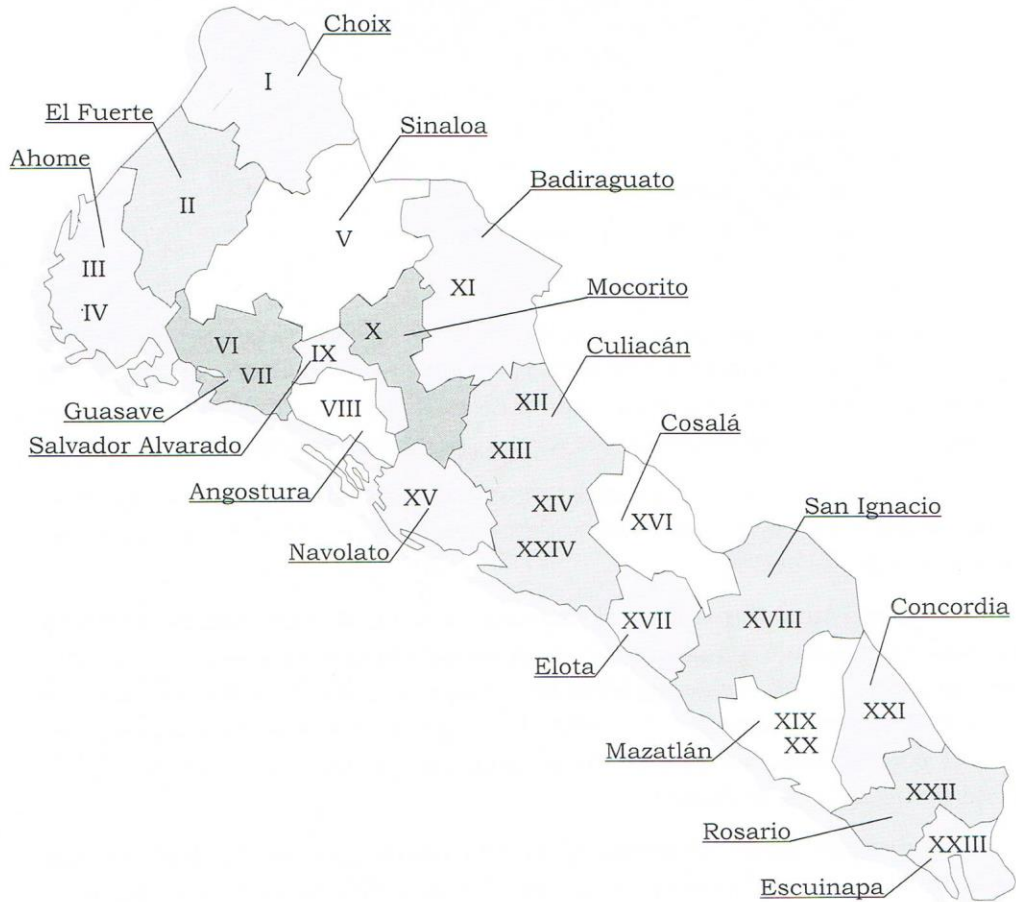 Choix
I
El Fuerte
Sinaloa
Ahome
Badiraguato
II
V
III
XI
Mocorito
IV
X
Culiacán
VI
IX
VII
XII
Guasave
VIII
Cosalá
Salvador Alvarado
XIII
Angostura
XV
XIV
San Ignacio
XVI
Navolato
XXIV
Concordia
XVII
XVIII
Elota
XXI
XIX
Mazatlán
XX
XXII
Rosario
XXIII
Escuinapa